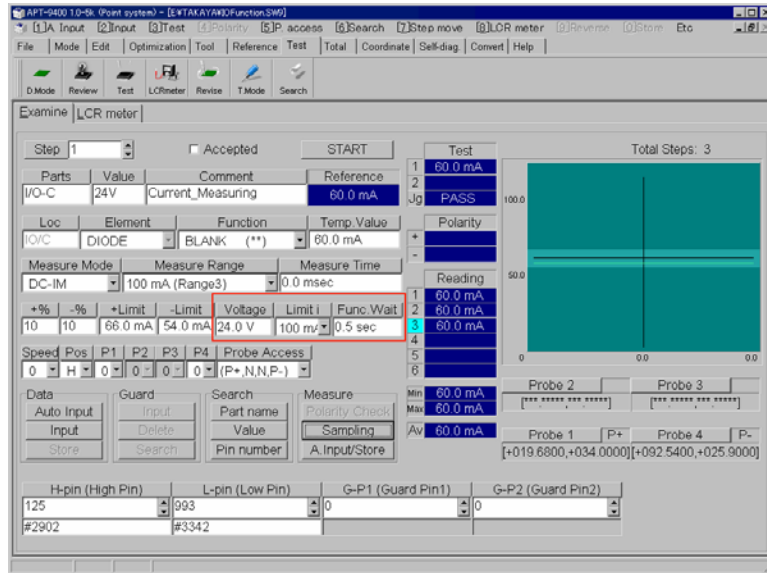 APT-9400 1.0-6k (Point system) - [E:¥TAKAYA¥IOFunction.SW9]
[1]A Input [2]Input [3]Test [4]Polarity [5]P. access [6]Search [7]Step move [8]LCR meter [9]Reverse [0]Store Etc
File Mode Edit Optimization Tool Reference Test Total Coordinate Self-diag. Convert Help
D.Mode Review Test LCRmeter Revise T.Mode Search
Examine LCR meter
Step 1 Accepted START Test Total Steps: 3
Parts Value Comment Reference 1 60.0 mA
I/O-C 24V Current_Measuring 60.0 mA 2
Jg PASS 100.0
Loc Element Function Temp.Value Polarity
IO/C DIODE BLANK (**) 60.0 mA +
-
Measure Mode Measure Range Measure Time Reading
DC-IM 100 mA (Range3) 0.0 msec 50.0
1 60.0 mA
+% -% +Limit -Limit Voltage Limit i Func.Wait 2 60.0 mA
10 10 66.0 mA 54.0 mA 24.0 V 100 m 0.5 sec 3 60.0 mA
4
Speed Pos P1 P2 P3 P4 Probe Access 5
0 H 0 0 0 0 (P+,N,N,P-) 6 0 0.0 0.0
Data Guard Search Measure Min 60.0 mA Probe 2 Probe 3
Auto Input Input Part name Polarity Check Max 60.0 mA [***.*****,***.*****] [***.*****,***.*****]
Input Delete Value Sampling Av 60.0 mA Probe 1 P+ Probe 4 P-
Store Search Pin number A.Input/Store [+019.6800,+034.0000] [+092.5400,+025.9000]
H-pin (High Pin) L-pin (Low Pin) G-P1 (Guard Pin1) G-P2 (Guard Pin2)
125 993 0 0
#2902 #3342